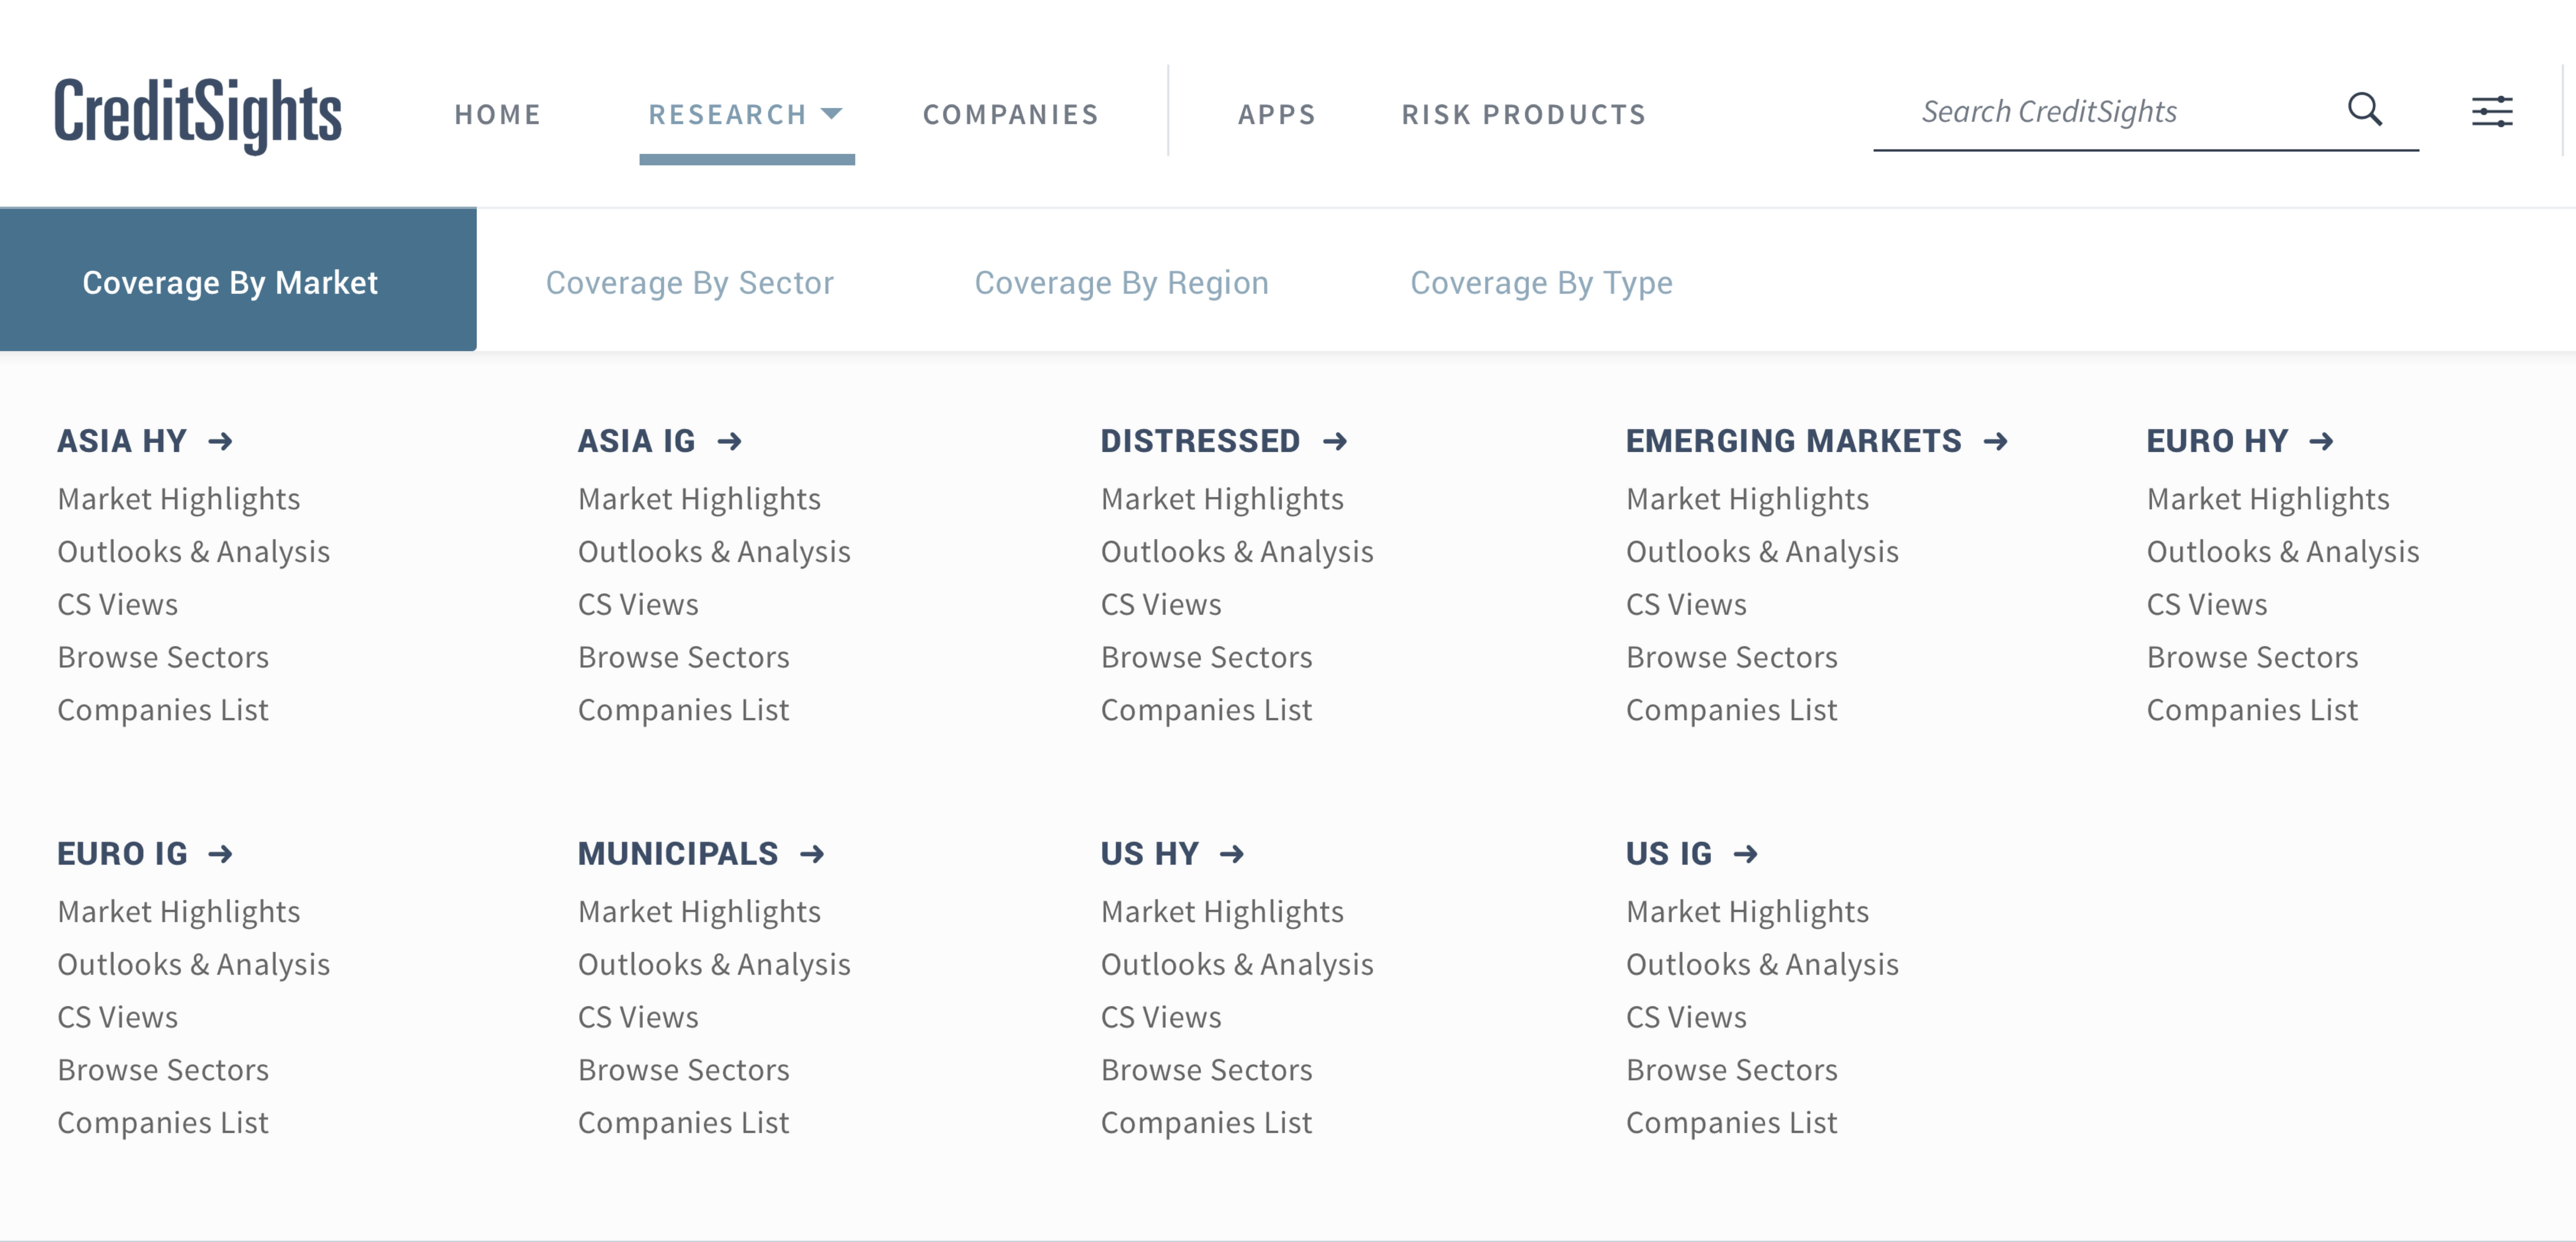 CreditSights
HOME
RESEARCH
COMPANIES
APPS
RISK PRODUCTS
Search CreditSights
Coverage By Market
Coverage By Sector
Coverage By Region
Coverage By Type
ASIA HY →
Market Highlights
Outlooks & Analysis
CS Views
Browse Sectors
Companies List
ASIA IG →
Market Highlights
Outlooks & Analysis
CS Views
Browse Sectors
Companies List
DISTRESSED →
Market Highlights
Outlooks & Analysis
CS Views
Browse Sectors
Companies List
EMERGING MARKETS →
Market Highlights
Outlooks & Analysis
CS Views
Browse Sectors
Companies List
EURO HY →
Market Highlights
Outlooks & Analysis
CS Views
Browse Sectors
Companies List
EURO IG →
Market Highlights
Outlooks & Analysis
CS Views
Browse Sectors
Companies List
MUNICIPALS →
Market Highlights
Outlooks & Analysis
CS Views
Browse Sectors
Companies List
US HY →
Market Highlights
Outlooks & Analysis
CS Views
Browse Sectors
Companies List
US IG →
Market Highlights
Outlooks & Analysis
CS Views
Browse Sectors
Companies List